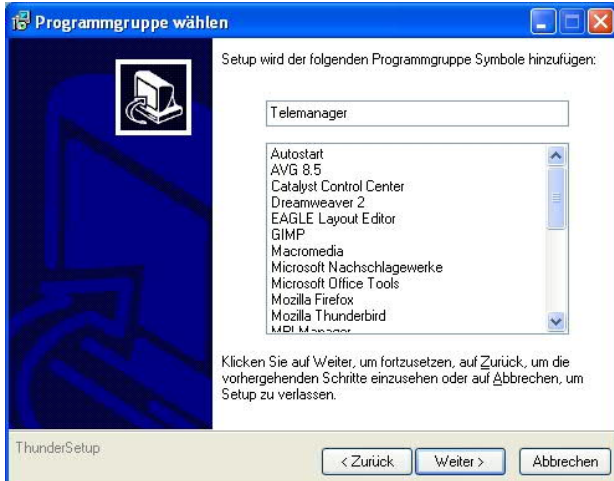 Programmgruppe wählen
Setup wird der folgenden Programmgruppe Symbole hinzufügen:
Telemanager
Autostart
AVG 8.5
Catalyst Control Center
Dreamweaver 2
EAGLE Layout Editor
GIMP
Macromedia
Microsoft Nachschlagewerke
Microsoft Office Tools
Mozilla Firefox
Mozilla Thunderbird
Klicken Sie auf Weiter, um fortzusetzen, auf Zurück, um die
vorhergehenden Schritte einzusehen oder auf Abbrechen, um
Setup zu verlassen.
ThunderSetup
< Zurück Weiter > Abbrechen